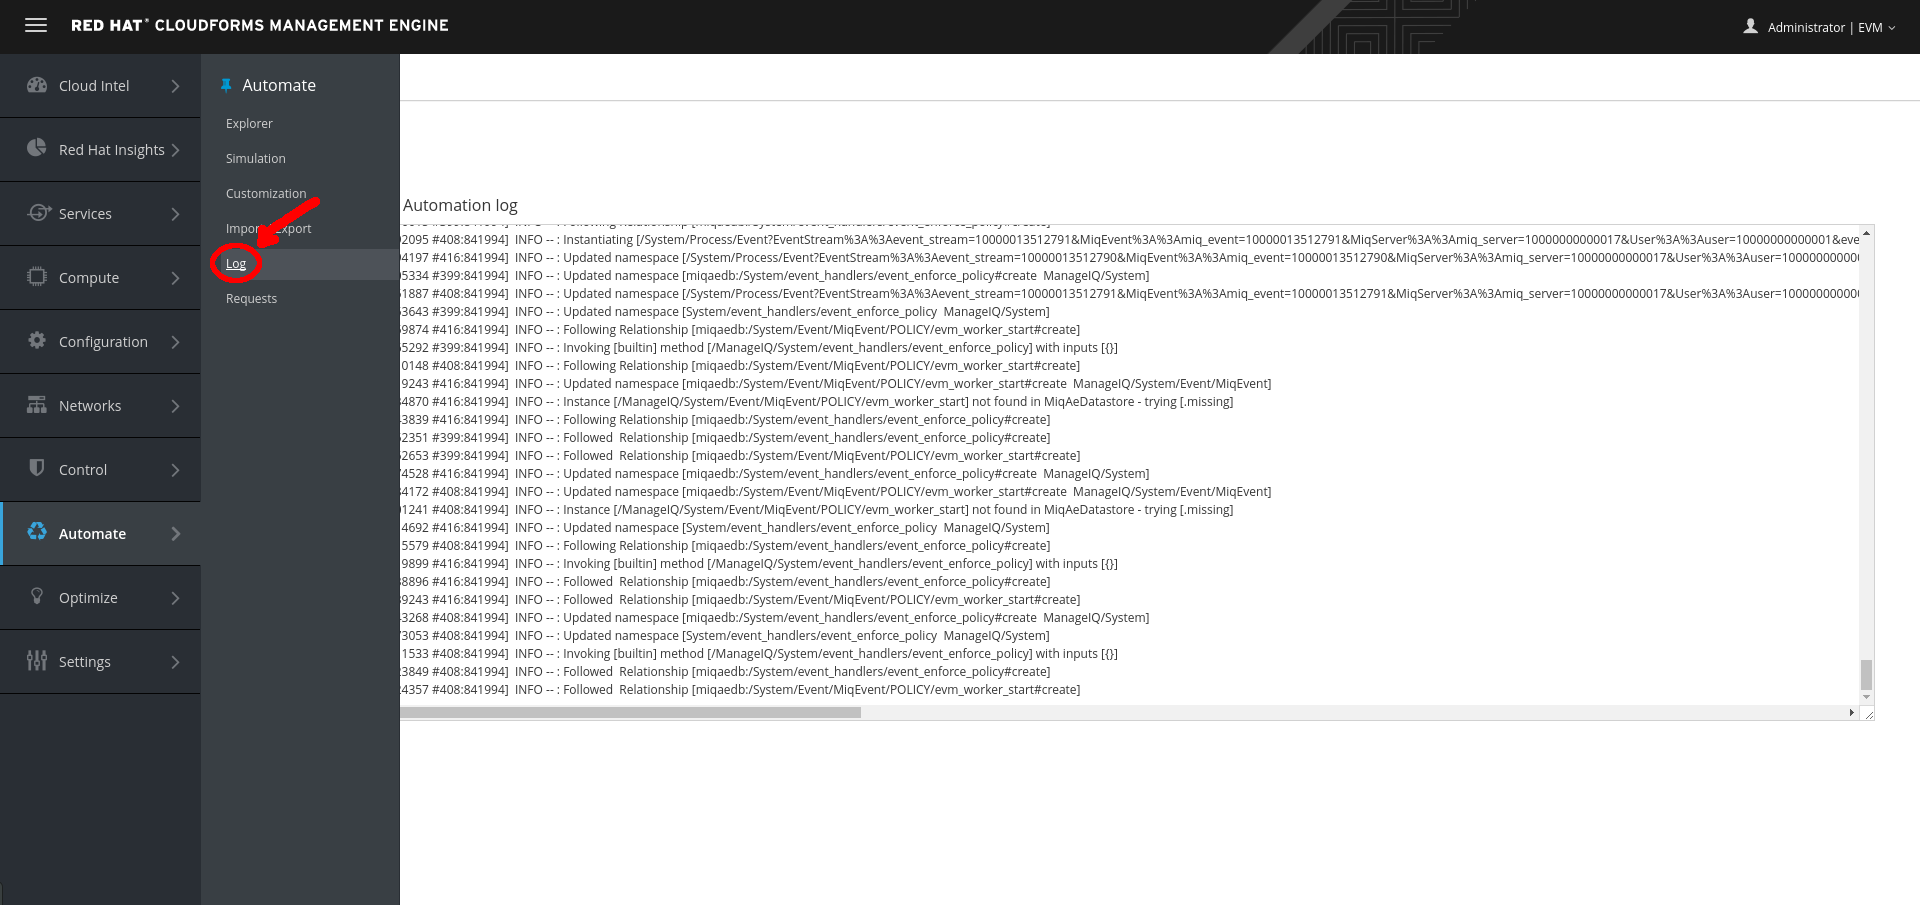 RED HAT® CLOUDFORMS MANAGEMENT ENGINE
Administrator | EVM
Cloud Intel
Red Hat Insights
Services
Compute
Configuration
Networks
Control
Automate
Optimize
Settings
Automate
Explorer
Simulation
Customization
Export
Log
Requests
Automation log
2095 #408:841994] INFO -- : Instantiating [/System/Process/Event?EventStream%3A%3Aevent_stream=10000013512791&MiqEvent%3A%3Amiq_event=10000013512791&MiqServer%3A%3Amiq_server=10000000000017&User%3A%3Auser=10000000000001&eve
4197 #416:841994] INFO -- : Updated namespace [/System/Process/Event?EventStream%3A%3Aevent_stream=10000013512790&MiqEvent%3A%3Amiq_event=10000013512790&MiqServer%3A%3Amiq_server=10000000000017&User%3A%3Auser=100000000000
5334 #399:841994] INFO -- : Updated namespace [miqaedb:/System/event_handlers/event_enforce_policy#create ManageIQ/System]
1887 #408:841994] INFO -- : Updated namespace [/System/Process/Event?EventStream%3A%3Aevent_stream=10000013512791&MiqEvent%3A%3Amiq_event=10000013512791&MiqServer%3A%3Amiq_server=10000000000017&User%3A%3Auser=100000000000
3643 #399:841994] INFO -- : Updated namespace [System/event_handlers/event_enforce_policy ManageIQ/System]
9874 #416:841994] INFO -- : Following Relationship [miqaedb:/System/Event/MiqEvent/POLICY/evm_worker_start#create]
5292 #399:841994] INFO -- : Invoking [builtin] method [/ManageIQ/System/event_handlers/event_enforce_policy] with inputs [{}]
0148 #408:841994] INFO -- : Following Relationship [miqaedb:/System/Event/MiqEvent/POLICY/evm_worker_start#create]
9243 #416:841994] INFO -- : Updated namespace [miqaedb:/System/Event/MiqEvent/POLICY/evm_worker_start#create ManageIQ/System/Event/MiqEvent]
4870 #416:841994] INFO -- : Instance [/ManageIQ/System/Event/MiqEvent/POLICY/evm_worker_start] not found in MiqAeDatastore - trying [.missing]
3839 #416:841994] INFO -- : Following Relationship [miqaedb:/System/event_handlers/event_enforce_policy#create]
2351 #399:841994] INFO -- : Followed Relationship [miqaedb:/System/event_handlers/event_enforce_policy#create]
2653 #399:841994] INFO -- : Followed Relationship [miqaedb:/System/Event/MiqEvent/POLICY/evm_worker_start#create]
4528 #416:841994] INFO -- : Updated namespace [miqaedb:/System/event_handlers/event_enforce_policy#create ManageIQ/System]
4172 #408:841994] INFO -- : Updated namespace [miqaedb:/System/Event/MiqEvent/POLICY/evm_worker_start#create ManageIQ/System/Event/MiqEvent]
1241 #408:841994] INFO -- : Instance [/ManageIQ/System/Event/MiqEvent/POLICY/evm_worker_start] not found in MiqAeDatastore - trying [.missing]
4692 #416:841994] INFO -- : Updated namespace [System/event_handlers/event_enforce_policy ManageIQ/System]
5579 #408:841994] INFO -- : Following Relationship [miqaedb:/System/event_handlers/event_enforce_policy#create]
9899 #416:841994] INFO -- : Invoking [builtin] method [/ManageIQ/System/event_handlers/event_enforce_policy] with inputs [{}]
8896 #416:841994] INFO -- : Followed Relationship [miqaedb:/System/event_handlers/event_enforce_policy#create]
9243 #416:841994] INFO -- : Followed Relationship [miqaedb:/System/Event/MiqEvent/POLICY/evm_worker_start#create]
3268 #408:841994] INFO -- : Updated namespace [miqaedb:/System/event_handlers/event_enforce_policy#create ManageIQ/System]
3053 #408:841994] INFO -- : Updated namespace [System/event_handlers/event_enforce_policy ManageIQ/System]
1533 #408:841994] INFO -- : Invoking [builtin] method [/ManageIQ/System/event_handlers/event_enforce_policy] with inputs [{}]
3849 #408:841994] INFO -- : Followed Relationship [miqaedb:/System/event_handlers/event_enforce_policy#create]
4357 #408:841994] INFO -- : Followed Relationship [miqaedb:/System/Event/MiqEvent/POLICY/evm_worker_start#create]